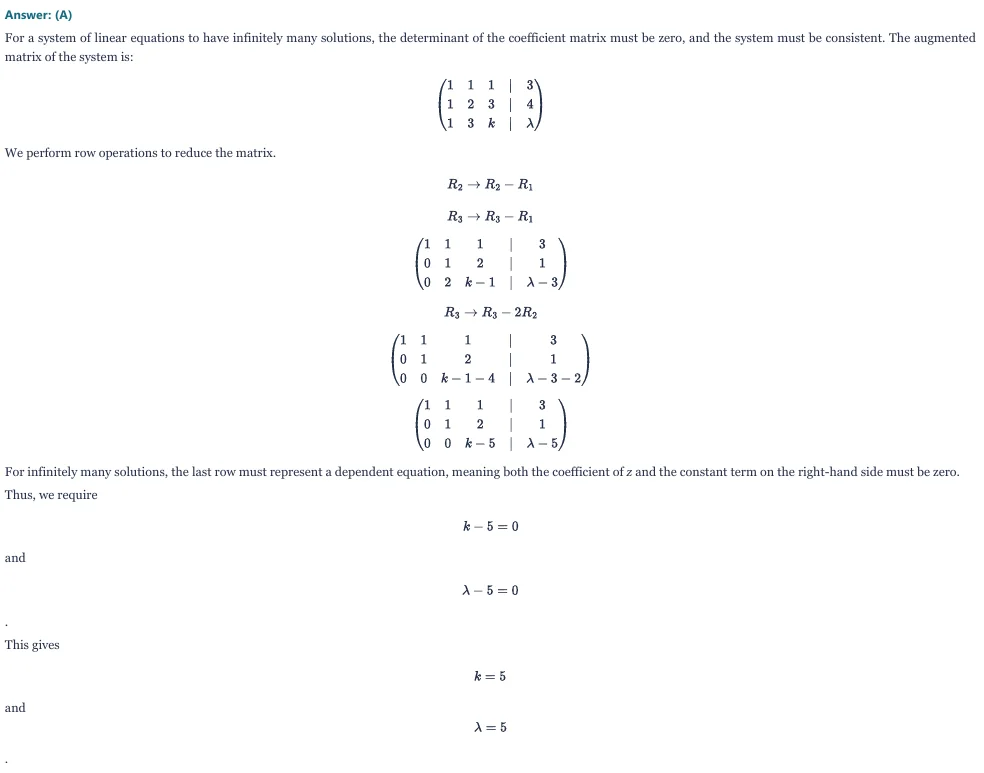 Answer: (A)
For a system of linear equations to have infinitely many solutions, the determinant of the coefficient matrix must be zero, and the system must be consistent. The augmented
matrix of the system is:
(1 1 1 | 3)
(1 2 3 | 4)
(1 3 k | λ)
We perform row operations to reduce the matrix.
R₂ → R₂ − R₁
R₃ → R₃ − R₁
(1 1 1 | 3)
(0 1 2 | 1)
(0 2 k − 1 | λ − 3)
R₃ → R₃ − 2R₂
(1 1 1 | 3)
(0 1 2 | 1)
(0 0 k − 1 − 4 | λ − 3 − 2)
(1 1 1 | 3)
(0 1 2 | 1)
(0 0 k − 5 | λ − 5)
For infinitely many solutions, the last row must represent a dependent equation, meaning both the coefficient of z and the constant term on the right-hand side must be zero.
Thus, we require
k − 5 = 0
and
λ − 5 = 0
.
This gives
k = 5
and
λ = 5
.